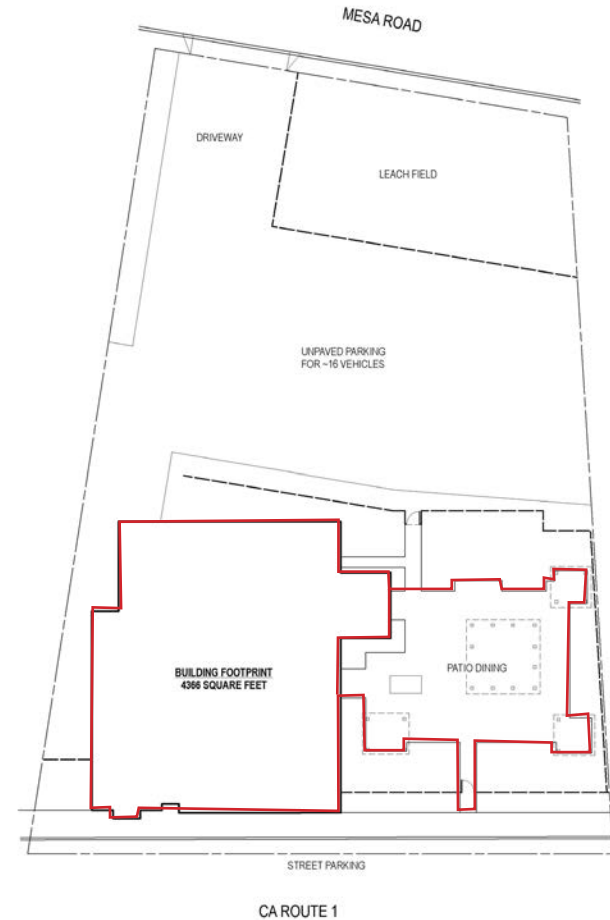 MESA ROAD
DRIVEWAY
LEACH FIELD
UNPAVED PARKING
FOR ~16 VEHICLES
BUILDING FOOTPRINT
4366 SQUARE FEET
PATIO DINING
STREET PARKING
CA ROUTE 1